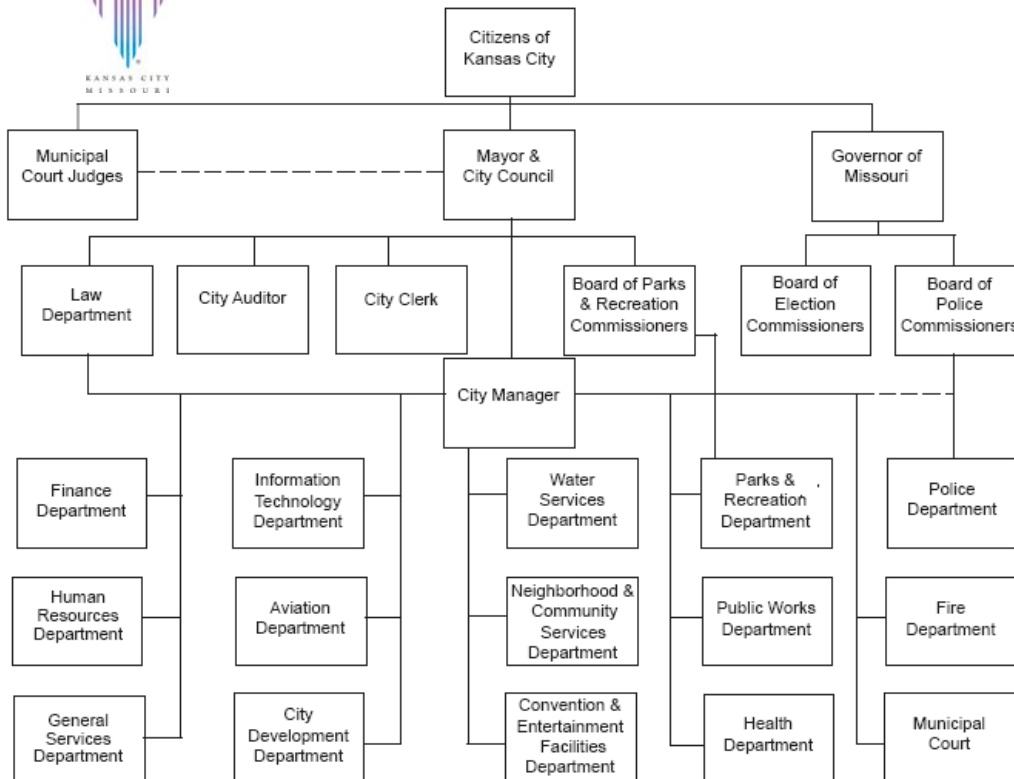 KANSAS CITY
MISSOURI
Citizens of
Kansas City
Municipal
Court Judges
Mayor &
City Council
Governor of
Missouri
Law
Department
City Auditor
City Clerk
Board of Parks
& Recreation
Commissioners
Board of
Election
Commissioners
Board of
Police
Commissioners
City Manager
Finance
Department
Information
Technology
Department
Water
Services
Department
Parks &
Recreation
Department
Police
Department
Human
Resources
Department
Aviation
Department
Neighborhood &
Community
Services
Department
Public Works
Department
Fire
Department
General
Services
Department
City
Development
Department
Convention &
Entertainment
Facilities
Department
Health
Department
Municipal
Court